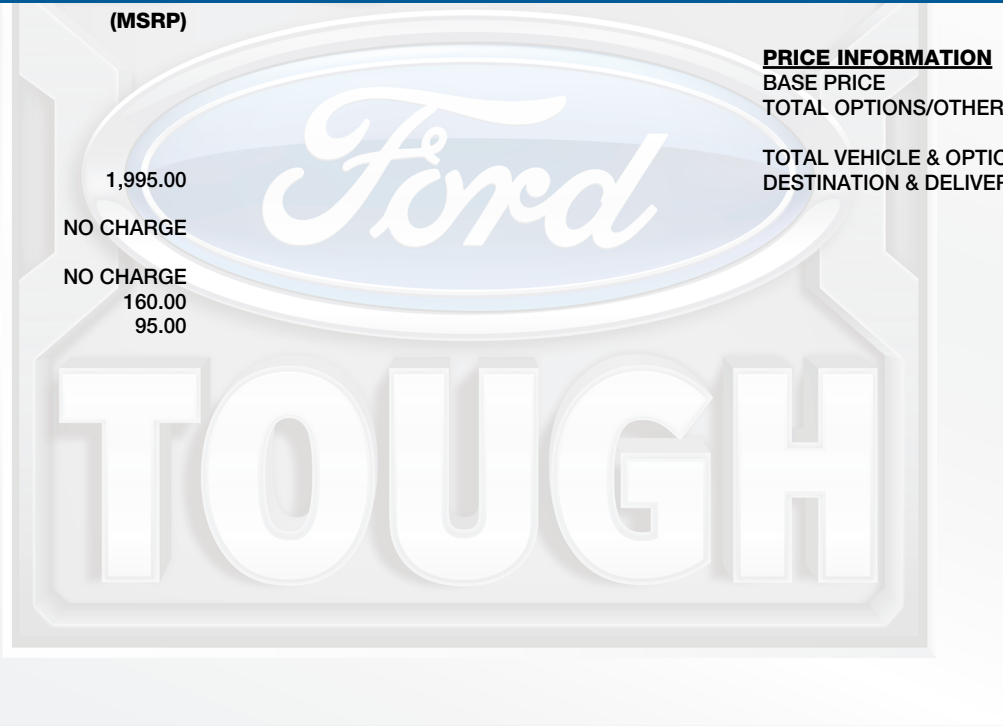 (MSRP)
1,995.00
NO CHARGE
NO CHARGE
160.00
95.00
PRICE INFORMATION
BASE PRICE
TOTAL OPTIONS/OTHER
TOTAL VEHICLE & OPTIO
DESTINATION & DELIVER
Ford
TOUGH